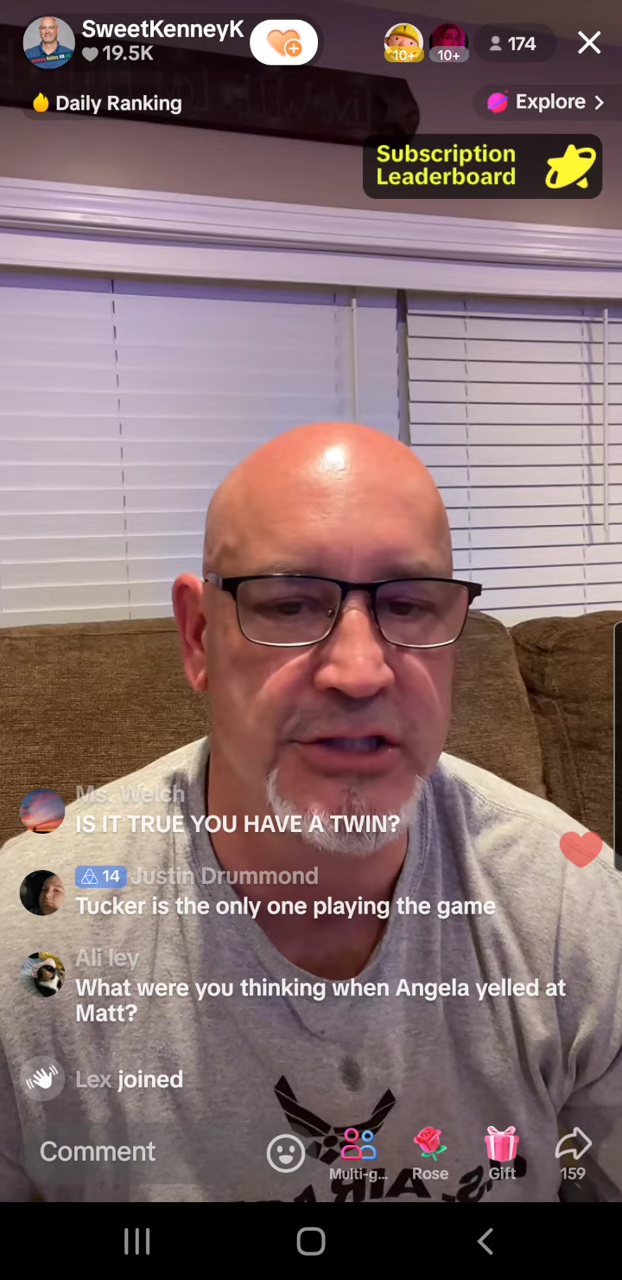 SweetKenneyK
19.5K
10+
10+
174
Daily Ranking
Explore
Subscription
Leaderboard
Ms. Welch
IS IT TRUE YOU HAVE A TWIN?
14 Justin Drummond
Tucker is the only one playing the game
Ali ley
What were you thinking when Angela yelled at
Matt?
Lex joined
Comment
Multi-g...
Rose
Gift
159